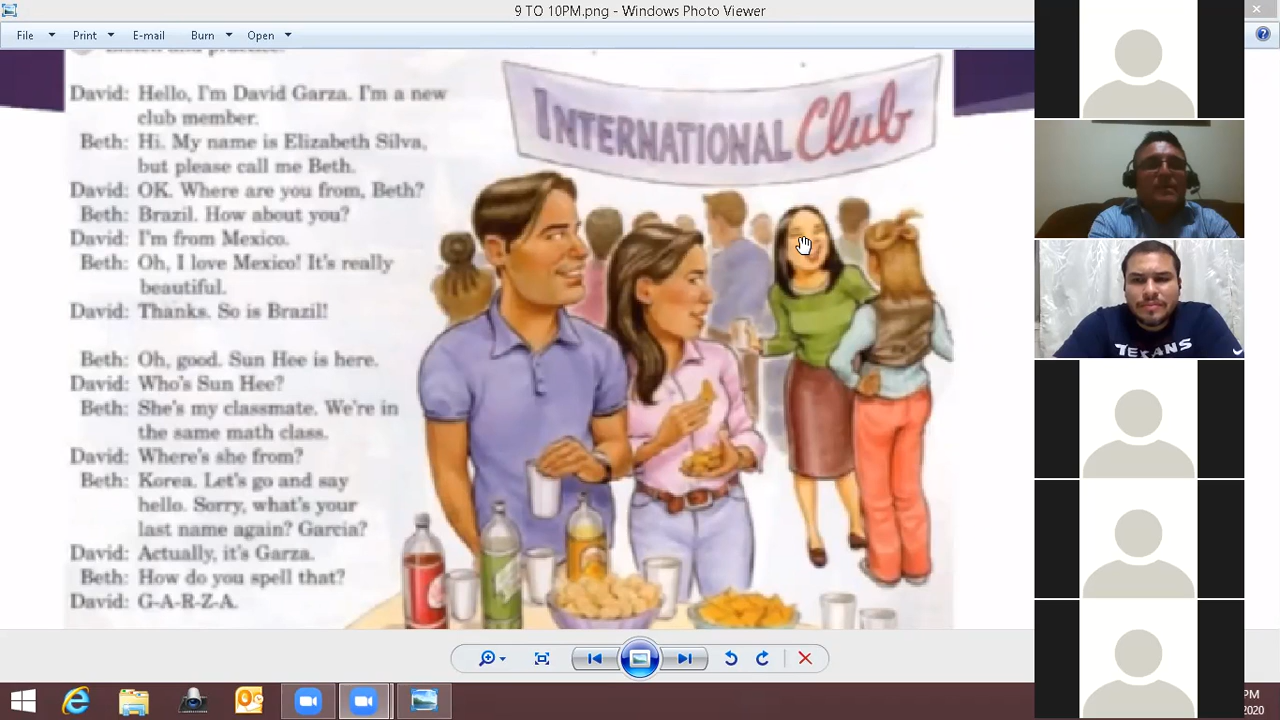 9 TO 10PM.png - Windows Photo Viewer
File Print E-mail Burn Open
INTERNATIONAL Club
David: Hello, I'm David Garza. I'm a new
club member.
Beth: Hi. My name is Elizabeth Silva,
but please call me Beth.
David: OK. Where are you from, Beth?
Beth: Brazil. How about you?
David: I'm from Mexico.
Beth: Oh, I love Mexico! It's really
beautiful.
David: Thanks. So is Brazil!
Beth: Oh, good. Sun Hee is here.
David: Who's Sun Hee?
Beth: She's my classmate. We're in
the same math class.
David: Where's she from?
Beth: Korea. Let's go and say
hello. Sorry, what's your
last name again? Garcia?
David: Actually, it's Garza.
Beth: How do you spell that?
David: G-A-R-Z-A.
TEXANS
PM
2020